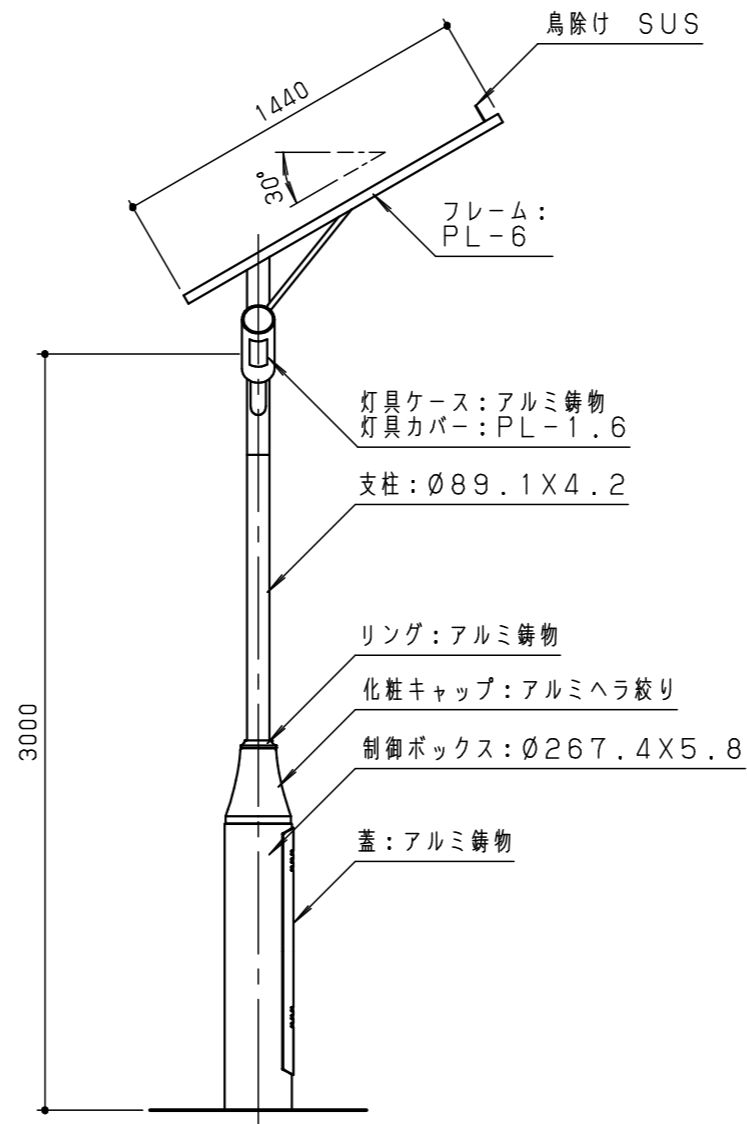 鳥除け　SUS
1440
30°
フレーム：
PL-6
灯具ケース：アルミ鋳物
灯具カバー：PL-1.6
支柱：Ø89.1X4.2
リング：アルミ鋳物
化粧キャップ：アルミヘラ絞り
3000
制御ボックス：Ø267.4X5.8
蓋：アルミ鋳物